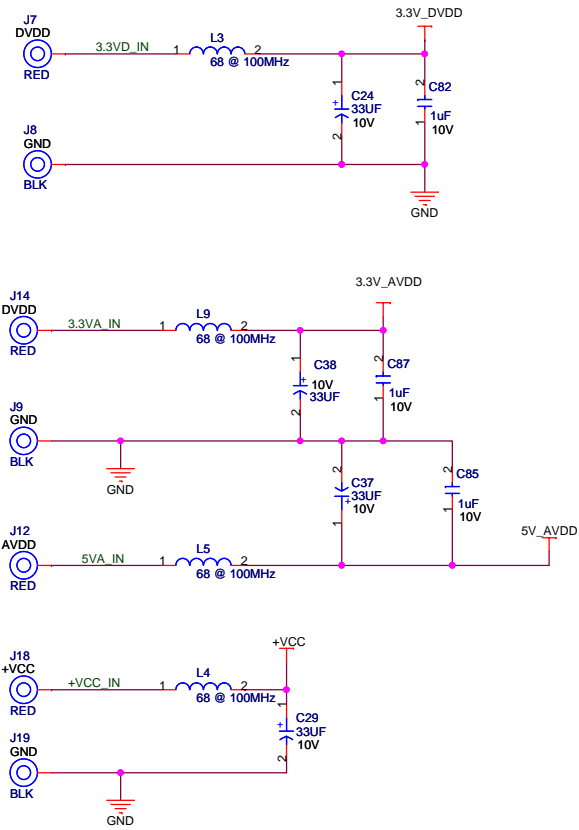 J7
DVDD
RED
3.3VD_IN
1
L3
2
68 @ 100MHz
3.3V_DVDD
1
C24
+
33UF
10V
2
2
C82
1uF
1
10V
J8
GND
BLK
GND
3.3V_AVDD
J14
DVDD
RED
3.3VA_IN
1
L9
2
68 @ 100MHz
1
C38
+
10V
33UF
2
2
C87
1uF
1
10V
J9
GND
BLK
GND
2
C37
33UF
+
10V
1
2
C85
1uF
1
10V
J12
AVDD
RED
5VA_IN
1
L5
2
68 @ 100MHz
5V_AVDD
+VCC
J18
+VCC
RED
+VCC_IN
1
L4
2
68 @ 100MHz
1
C29
+
33UF
10V
2
J19
GND
BLK
GND